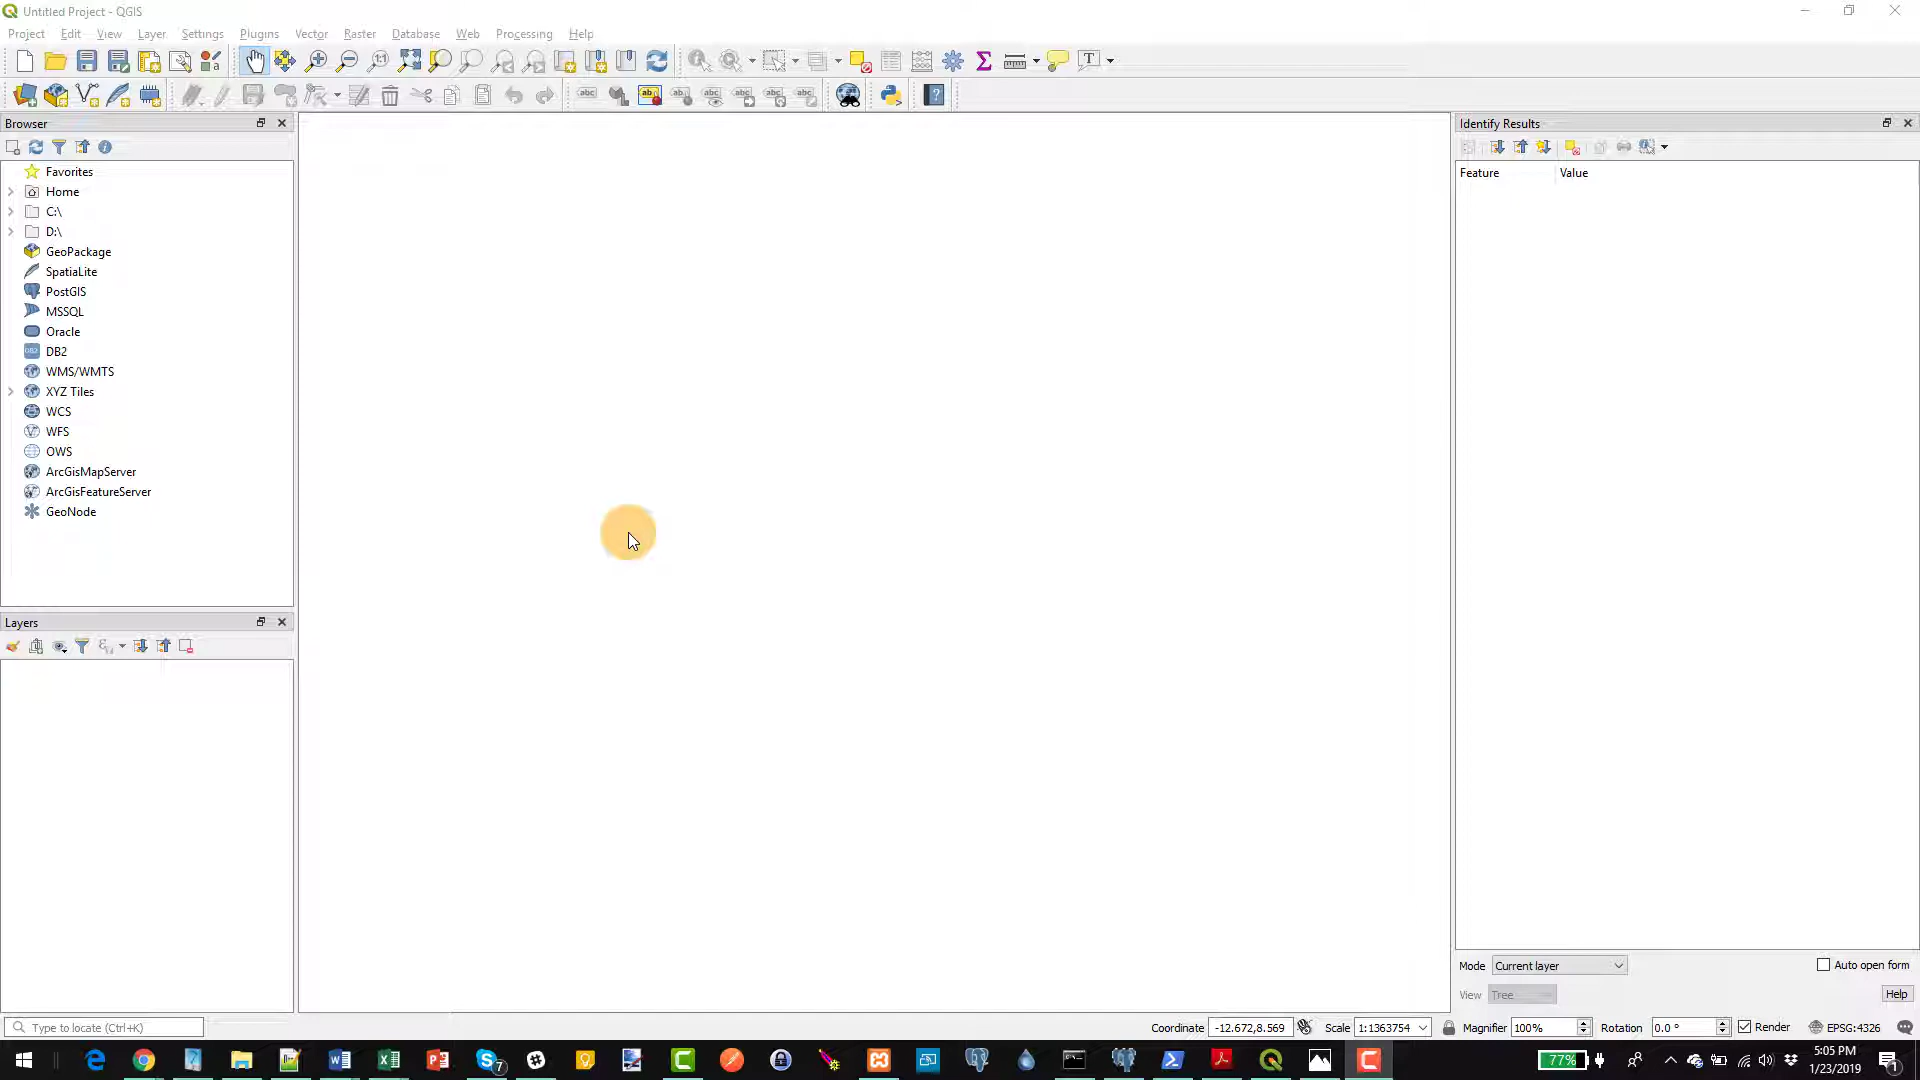 Untitled Project - QGIS
Project Edit View Layer Settings Plugins Vector Raster Database Web Processing Help
Browser
Favorites
Home
C:\
D:\
GeoPackage
SpatiaLite
PostGIS
MSSQL
Oracle
DB2
WMS/WMTS
XYZ Tiles
WCS
WFS
OWS
ArcGisMapServer
ArcGisFeatureServer
GeoNode
Layers
Identify Results
Feature Value
Mode Current layer Auto open form
View Tree Help
Type to locate (Ctrl+K) Coordinate -12.672,8.569 Scale 1:1363754 Magnifier 100% Rotation 0.0 ° Render EPSG:4326
77% 5:05 PM
1/23/2019